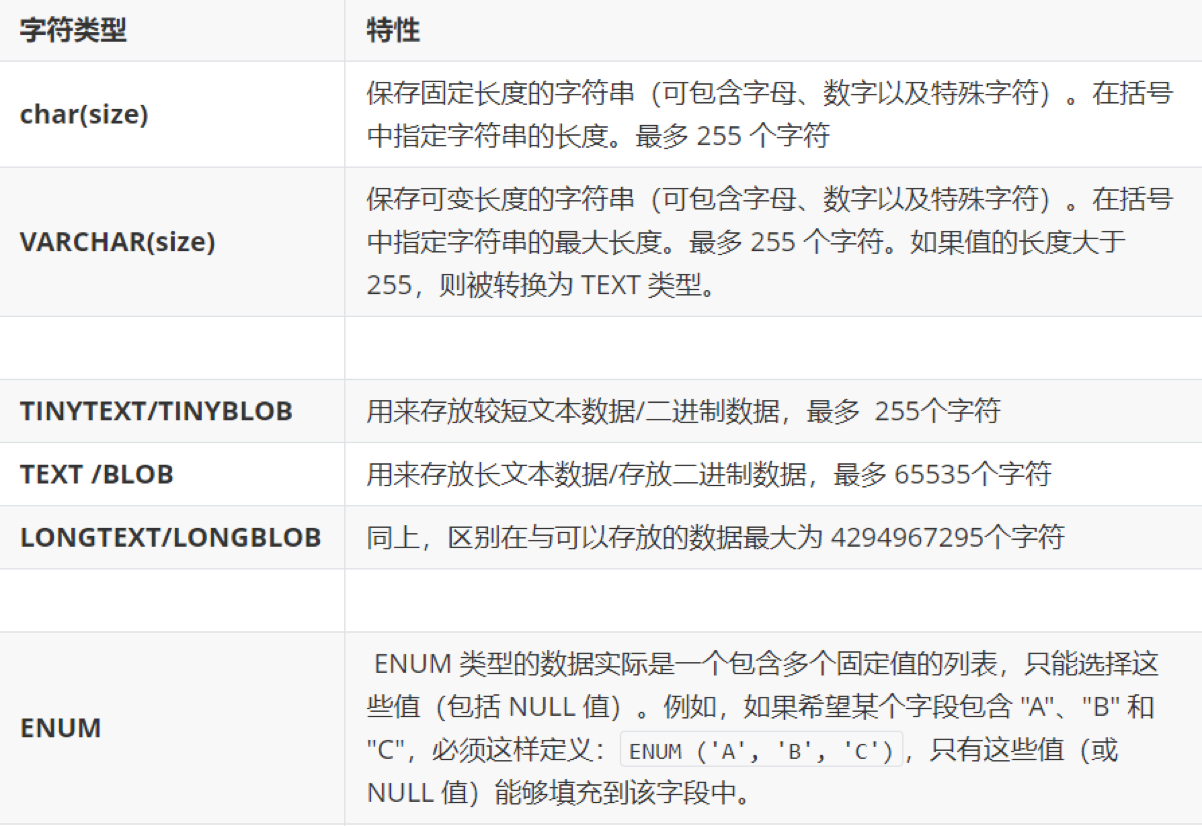 字符类型 特性
char(size) 保存固定长度的字符串（可包含字母、数字以及特殊字符）。在括号
中指定字符串的长度。最多 255 个字符
VARCHAR(size) 保存可变长度的字符串（可包含字母、数字以及特殊字符）。在括号
中指定字符串的最大长度。最多 255 个字符。如果值的长度大于
255，则被转换为 TEXT 类型。
TINYTEXT/TINYBLOB 用来存放较短文本数据/二进制数据，最多 255个字符
TEXT /BLOB 用来存放长文本数据/存放二进制数据，最多 65535个字符
LONGTEXT/LONGBLOB 同上，区别在与可以存放的数据最大为 4294967295个字符
ENUM ENUM 类型的数据实际是一个包含多个固定值的列表，只能选择这
些值（包括 NULL 值）。例如，如果希望某个字段包含 "A"、"B" 和
"C"，必须这样定义：ENUM ('A', 'B', 'C')，只有这些值（或
NULL 值）能够填充到该字段中。